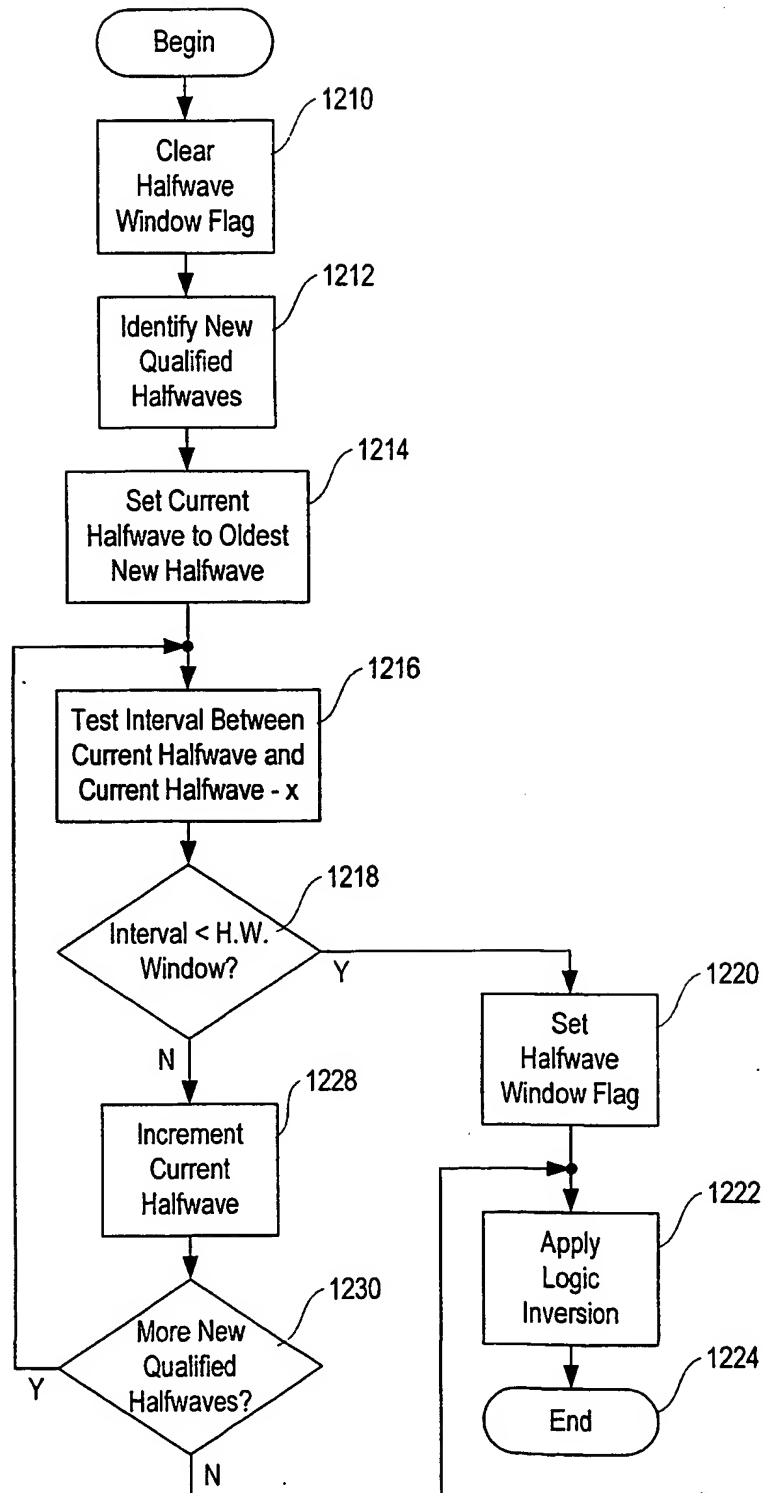 Begin
1210
Clear
Halfwave
Window Flag
1212
Identify New
Qualified
Halfwaves
1214
Set Current
Halfwave to Oldest
New Halfwave
1216
Test Interval Between
Current Halfwave and
Current Halfwave - x
1218
Interval < H.W.
Window?
Y
N
1220
Set
Halfwave
Window Flag
1228
Increment
Current
Halfwave
1222
Apply
Logic
Inversion
1230
More New
Qualified
Halfwaves?
Y
N
1224
End